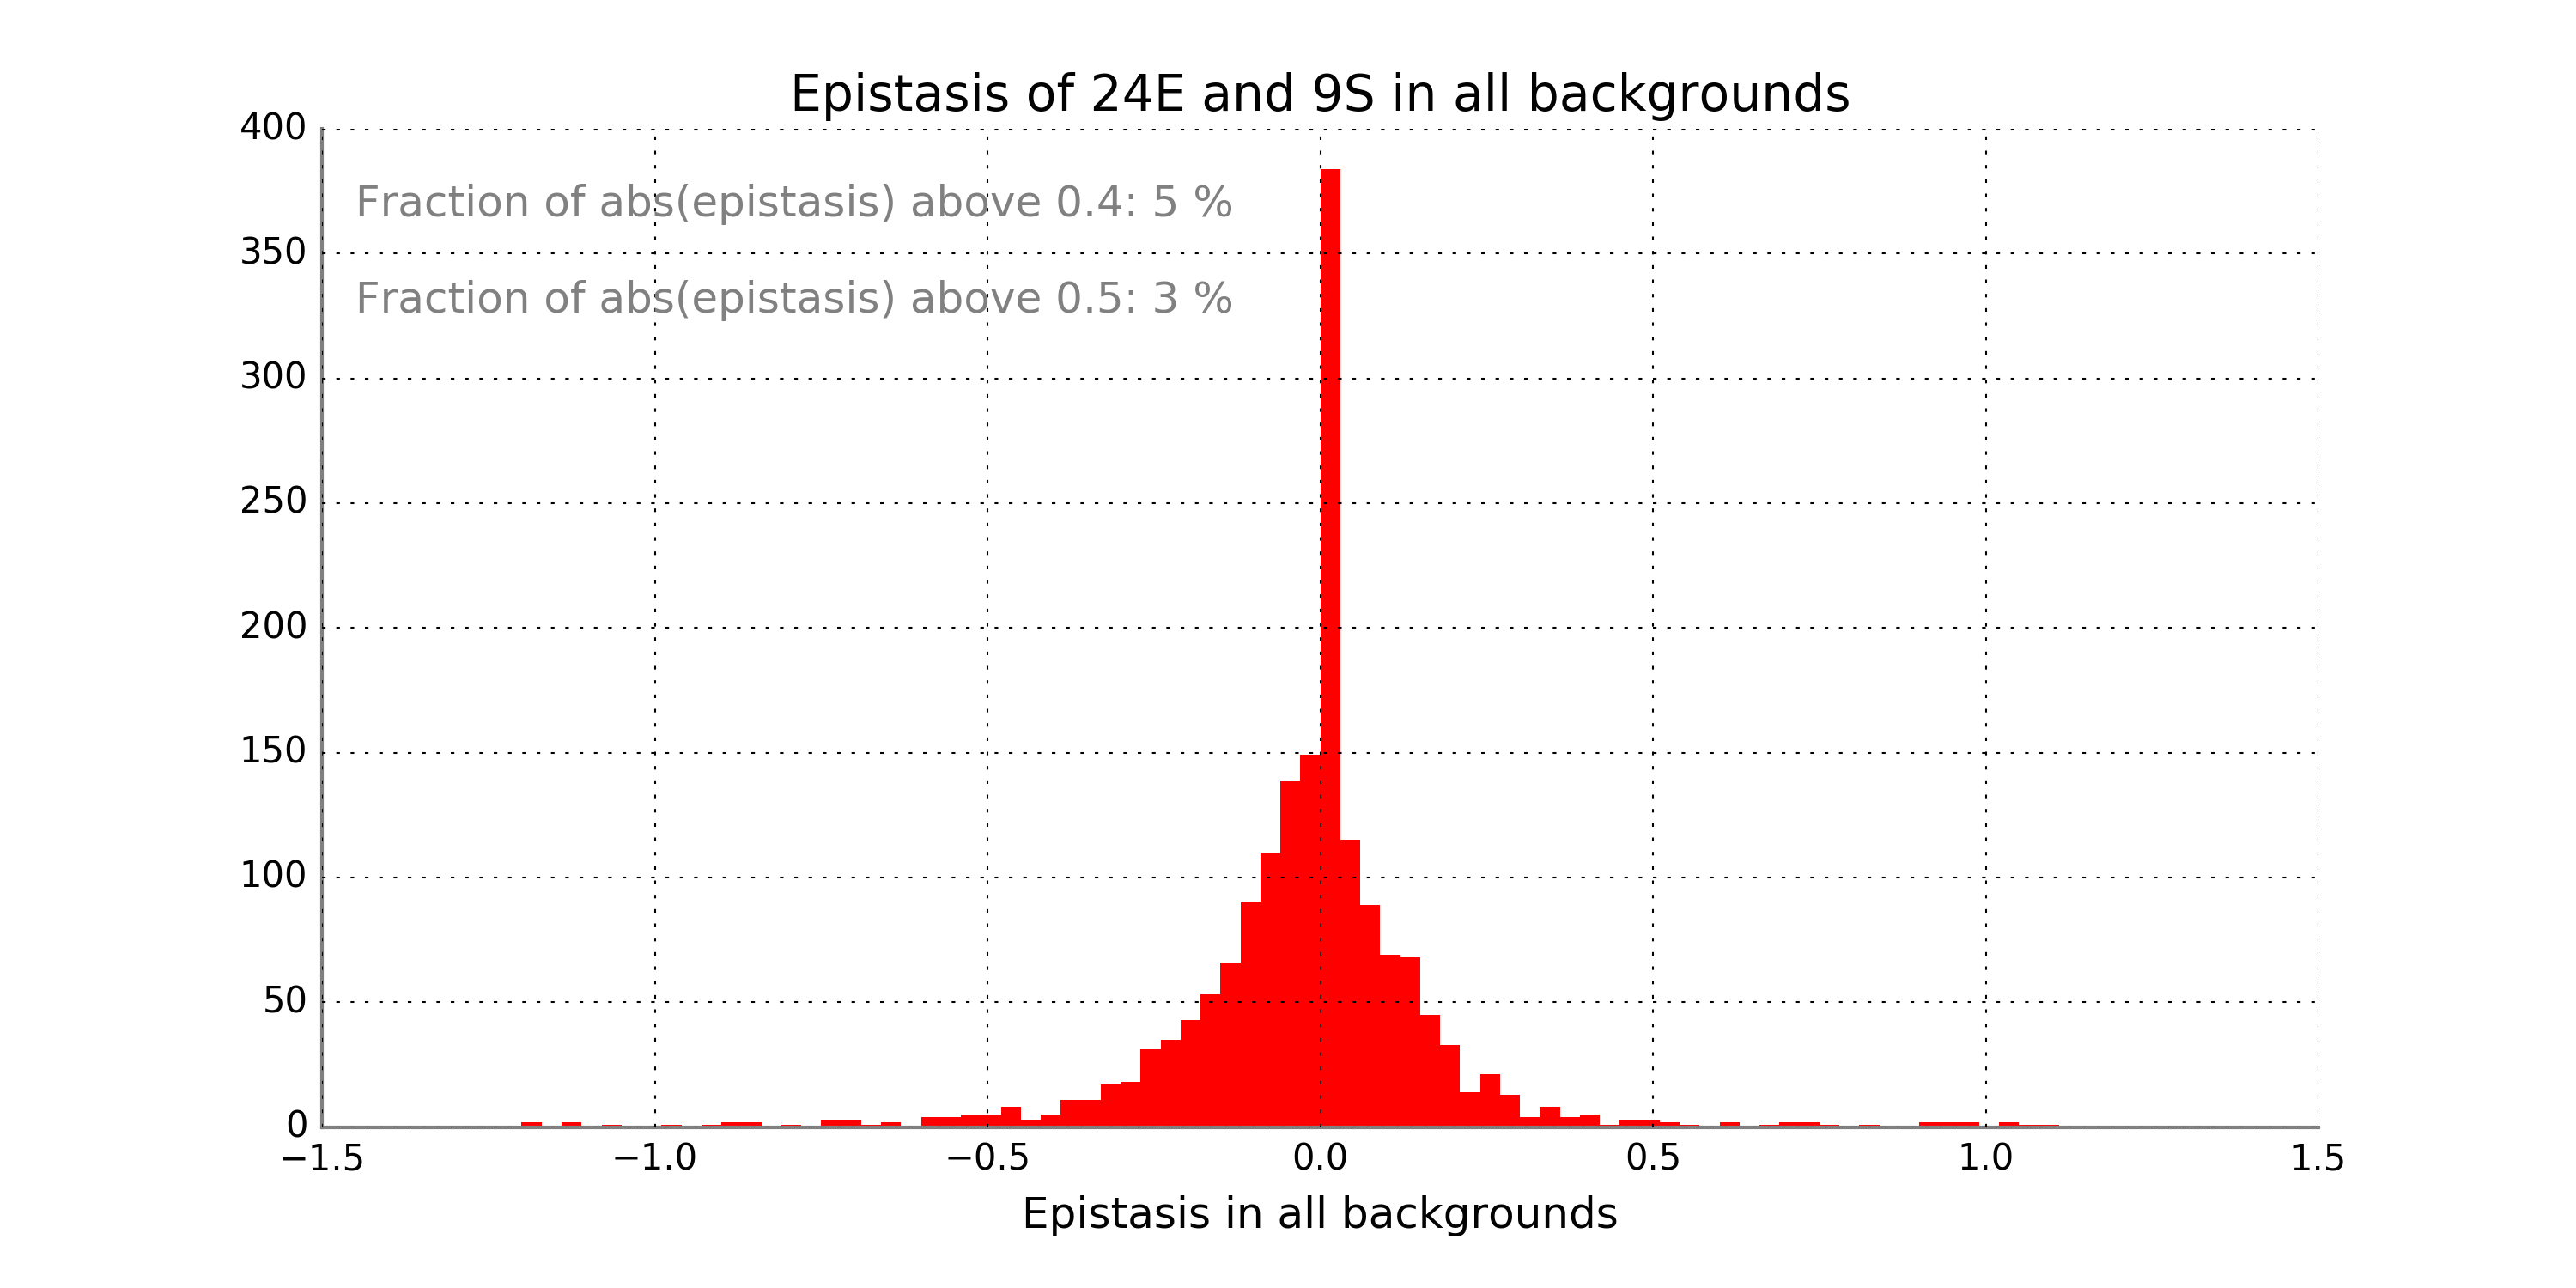 Epistasis of 24E and 9S in all backgrounds
400
Fraction of abs(epistasis) above 0.4: 5 %
350
Fraction of abs(epistasis) above 0.5: 3 %
300
250
200
150
100
50
0
−1.5 −1.0 −0.5 0.0 0.5 1.0 1.5
Epistasis in all backgrounds